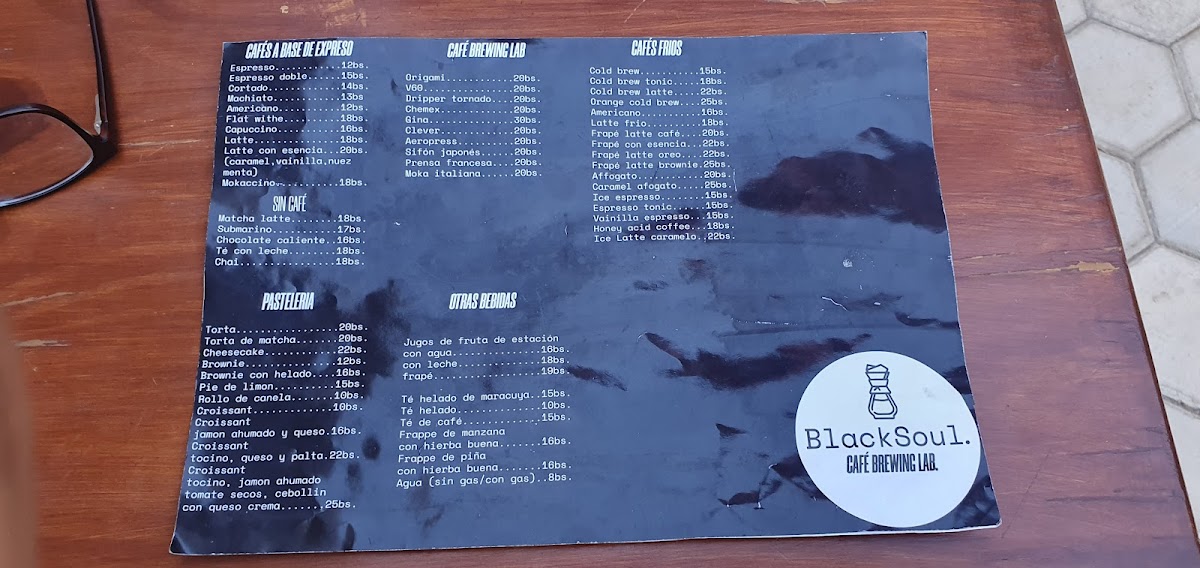 CAFÉS A BASE DE EXPRESO
Espresso...........12bs.
Espresso doble.....15bs.
Cortado............14bs.
Machiato...........13bs
Americano..........12bs.
Flat withe.........18bs.
Capuccino..........16bs.
Latte..............18bs.
Latte con esencia..20bs.
(caramel,vainilla,nuez
menta)
Mokaccino..........18bs.
SIN CAFÉ
Matcha latte........18bs.
Submarino...........17bs.
Chocolate caliente..16bs.
Té con leche........18bs.
Chai................18bs.
PASTELERIA
Torta.................20bs.
Torta de matcha.......20bs.
Cheesecake............22bs.
Brownie...............12bs.
Brownie con helado....16bs.
Pie de limon..........15bs.
Rollo de canela.......10bs.
Croissant.............10bs.
Croissant
jamon ahumado y queso.16bs.
Croissant
tocino, queso y palta.22bs.
Croissant
tocino, jamon ahumado
tomate secos, cebollin
con queso crema.......25bs.
CAFÉ BREWING LAB
Origami...........20bs.
V60...............20bs.
Dripper tornado...20bs.
Chemex............20bs.
Gina..............30bs.
Clever............20bs.
Aeropress.........20bs.
Sifón japonés.....20bs.
Prensa francesa...20bs.
Moka italiana.....20bs.
OTRAS BEBIDAS
Jugos de fruta de estación
con agua..............16bs.
con leche.............18bs.
frapé.................19bs.
Té helado de maracuya..15bs.
Té helado..............10bs.
Té de café.............15bs.
Frappe de manzana
con hierba buena.......16bs.
Frappe de piña
con hierba buena.......16bs.
Agua (sin gas/con gas)..8bs.
CAFÉS FRIOS
Cold brew..........15bs.
Cold brew tonic....18bs.
Cold brew latte....22bs.
Orange cold brew...25bs.
Americano..........16bs.
Latte frio.........18bs.
Frapé latte café...20bs.
Frapé con esencia..22bs.
Frapé latte oreo...22bs.
Frapé latte brownie.25bs.
Affogato...........20bs.
Caramel afogato....25bs.
Ice espresso.......15bs.
Espresso tonic.....15bs.
Vainilla espresso..15bs.
Honey acid coffee..18bs.
Ice Latte caramelo..22bs.
BlackSoul.
CAFÉ BREWING LAB.